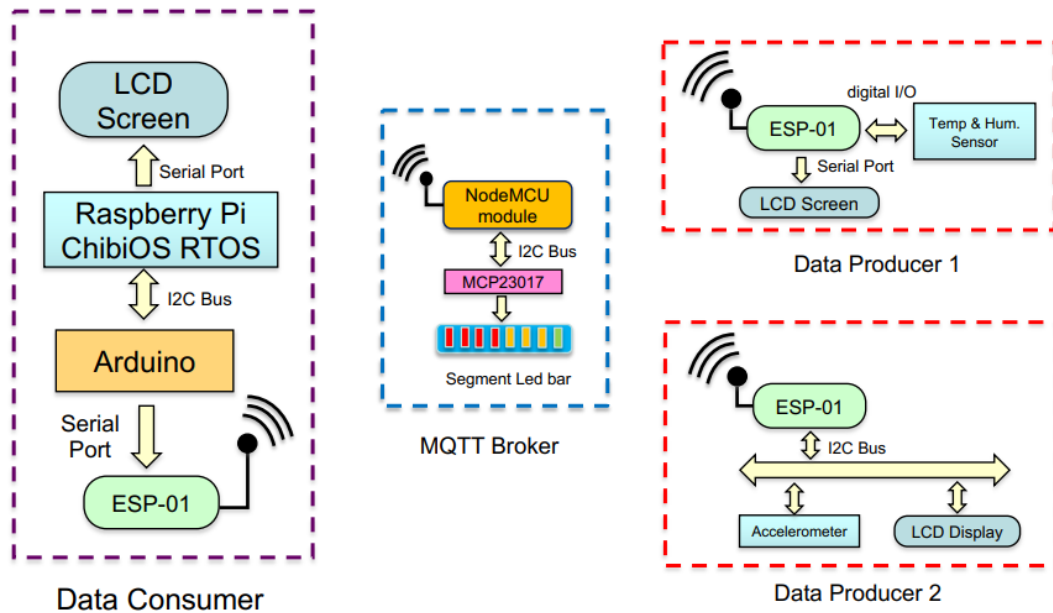 LCD
Screen
Serial Port
Raspberry Pi
ChibiOS RTOS
I2C Bus
Arduino
Serial
Port
ESP-01
Data Consumer
NodeMCU
module
I2C Bus
MCP23017
Segment Led bar
MQTT Broker
digital I/O
ESP-01
Temp & Hum.
Sensor
Serial Port
LCD Screen
Data Producer 1
ESP-01
I2C Bus
Accelerometer
LCD Display
Data Producer 2